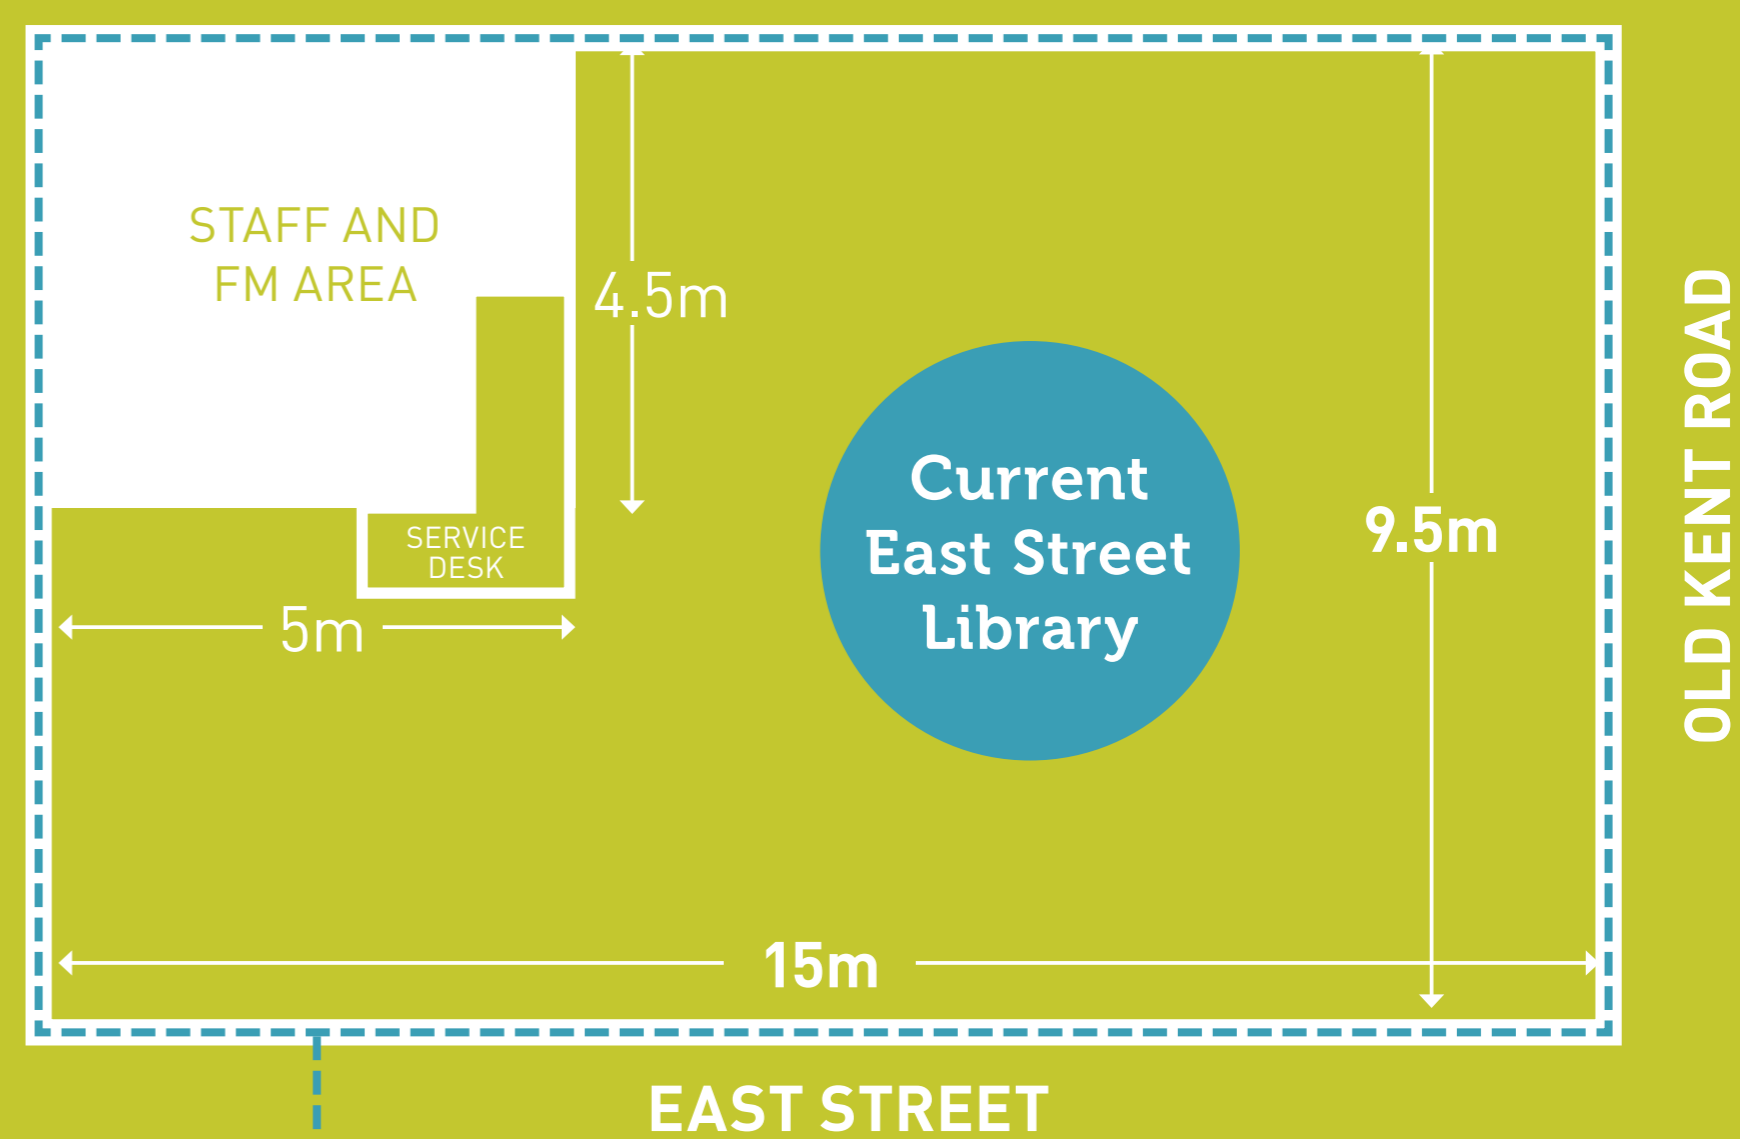 STAFF AND
FM AREA
4.5m
SERVICE
DESK
5m
Current
East Street
Library
9.5m
15m
OLD KENT ROAD
EAST STREET